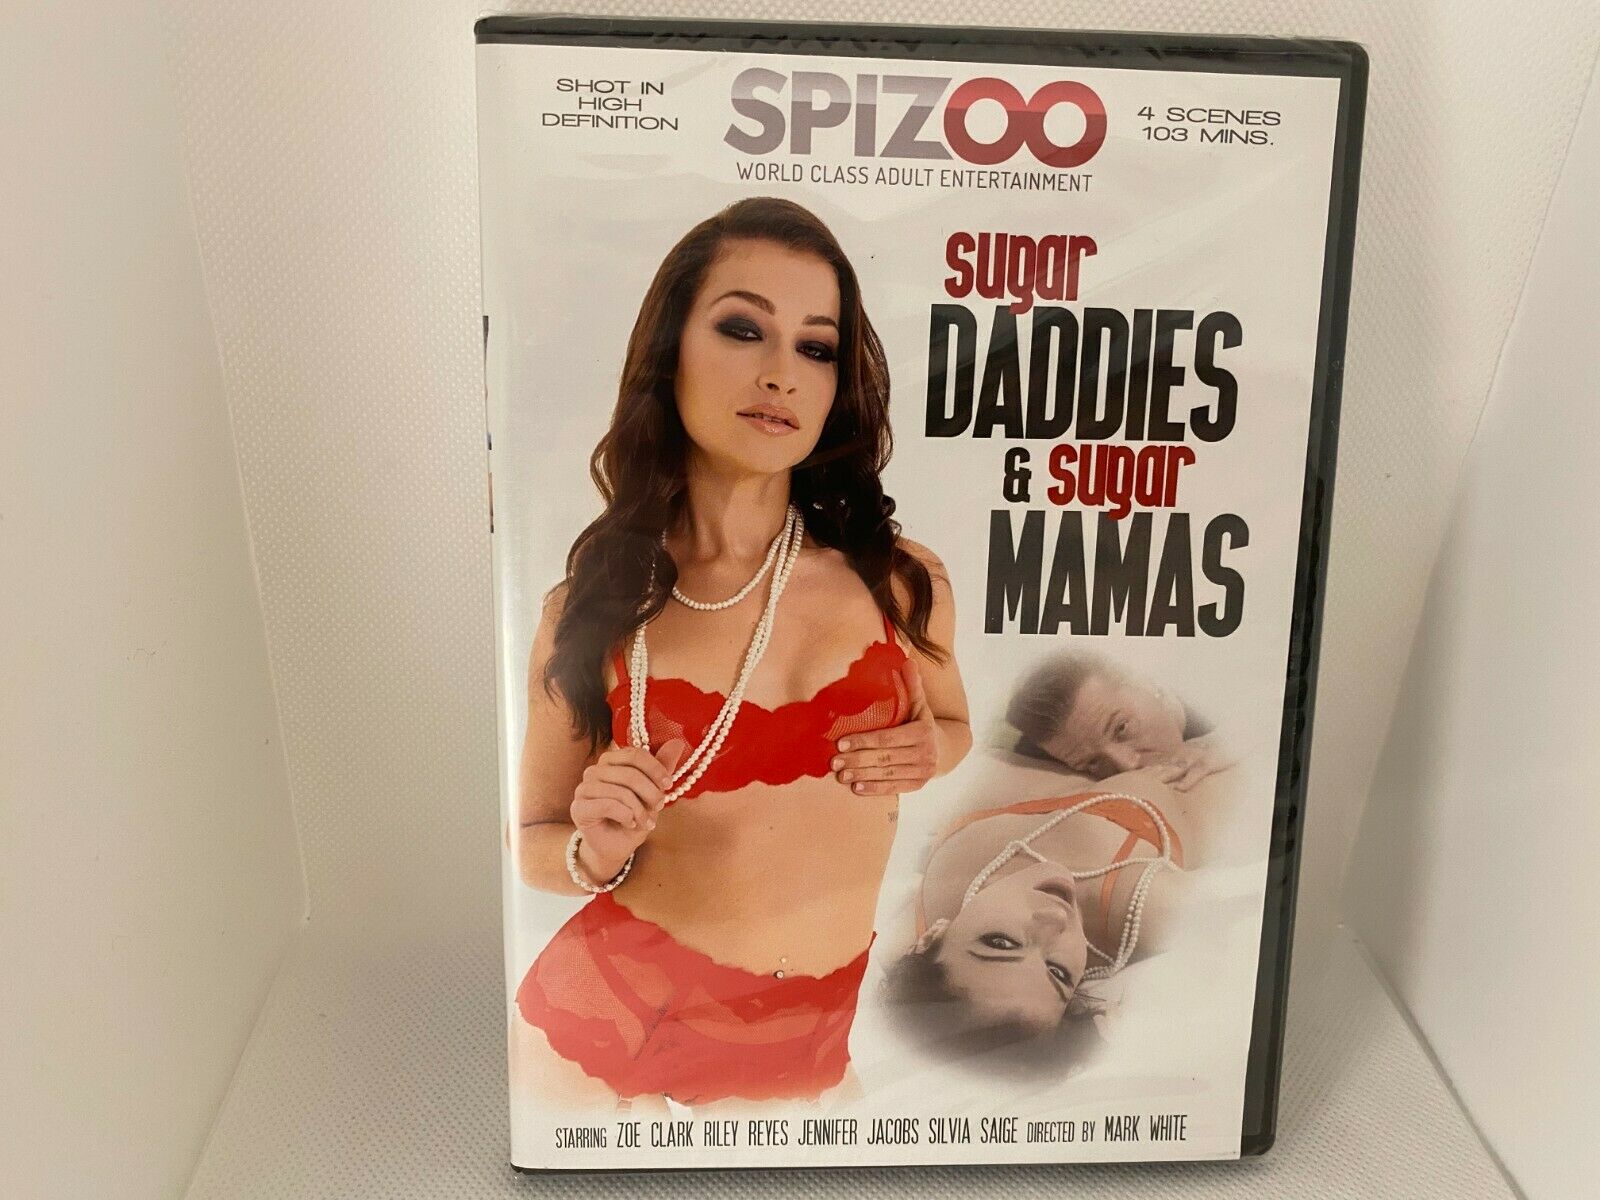 SHOT IN
HIGH
DEFINITION
SPIZOO
WORLD CLASS ADULT ENTERTAINMENT
4 SCENES
103 MINS.
sugar
DADDIES
& sugar
MAMAS
STARRING ZOE CLARK RILEY REYES JENNIFER JACOBS SILVIA SAIGE DIRECTED BY MARK WHITE